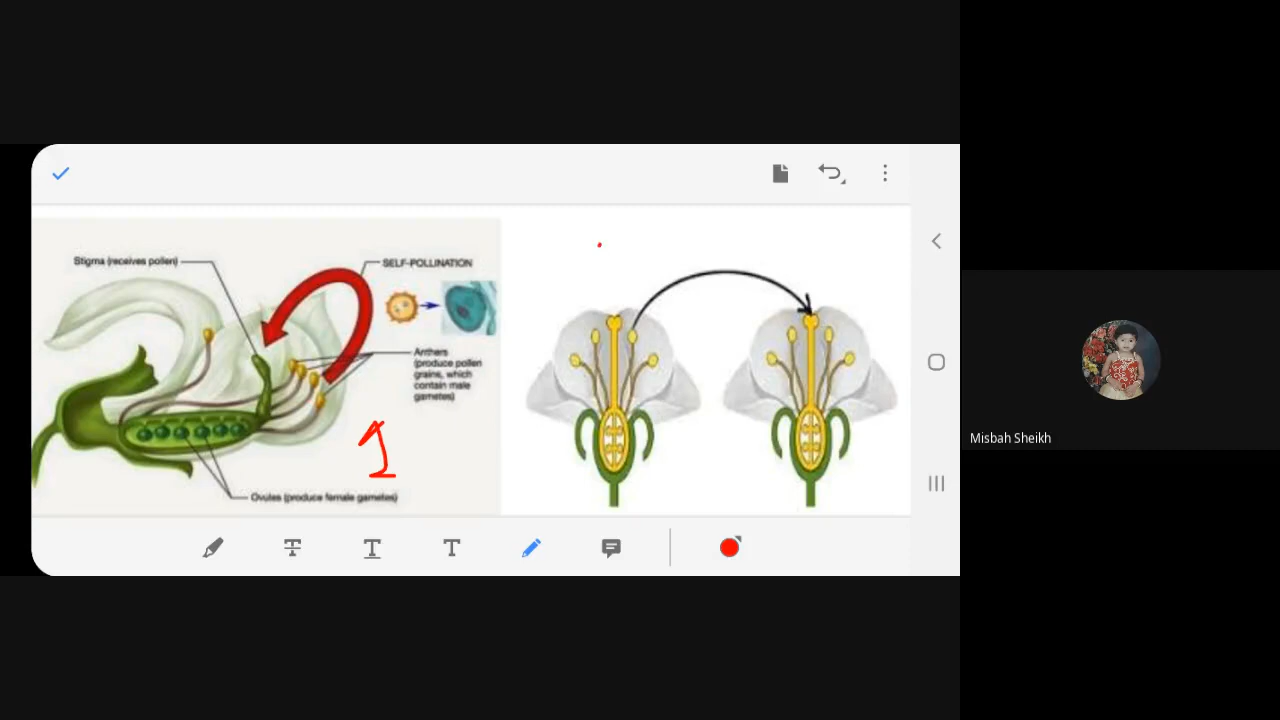 Stigma (receives pollen)
SELF-POLLINATION
Anthers
(produce pollen
grains, which
contain male
gametes)
1
Ovules (produce female gametes)
T
T
T
Misbah Sheikh